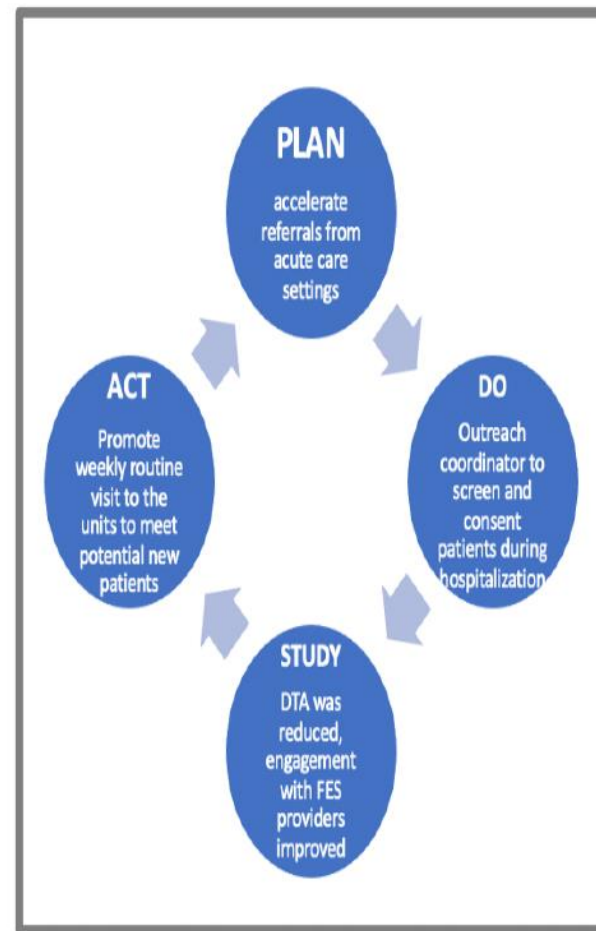 PLAN
accelerate
referrals from
acute care
settings
DO
Outreach
coordinator to
screen and
consent
patients during
hospitalization
STUDY
DTA was
reduced,
engagement
with FES
providers
improved
ACT
Promote
weekly routine
visit to the
units to meet
potential new
patients